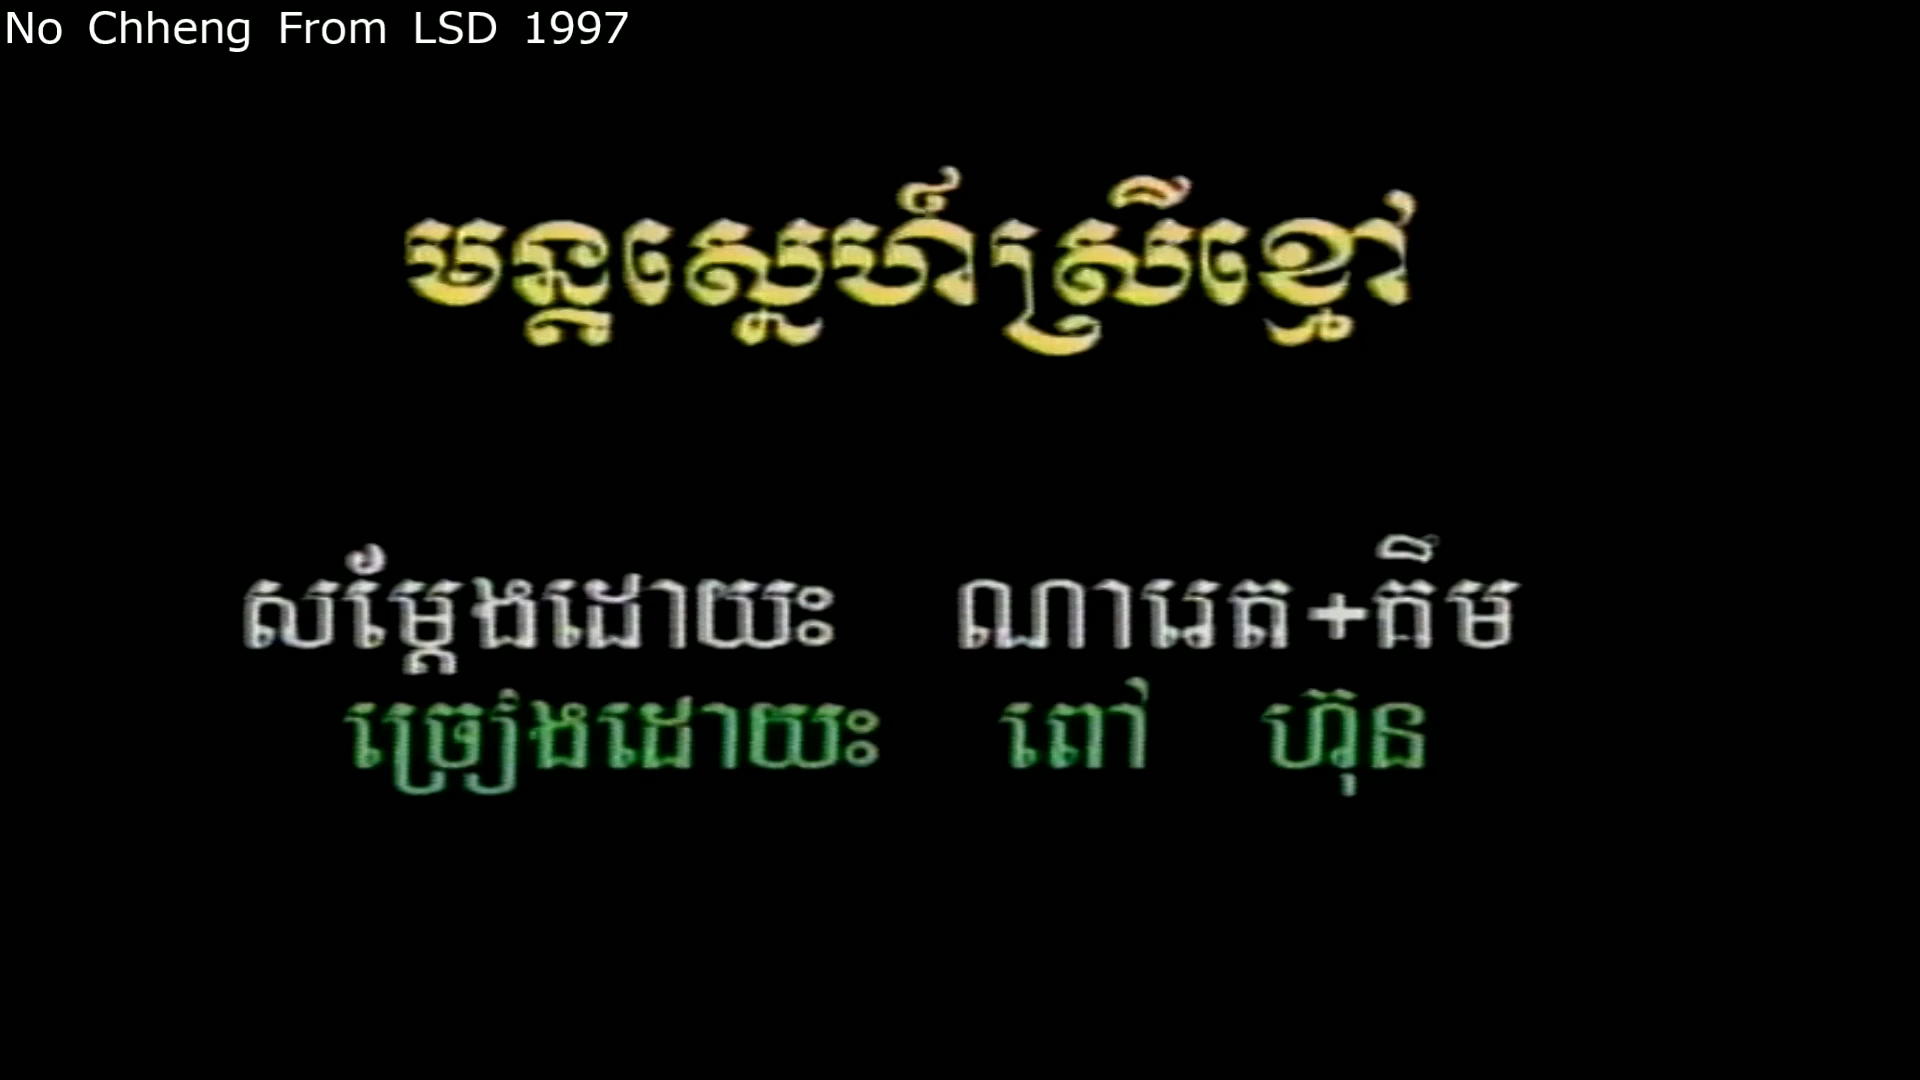 No Chheng From LSD 1997
មន្តស្នេហ៍ស្រីខ្មៅ
សម្ដែងដោយៈ ណារេត+គឹម
ច្រៀងដោយៈ ពៅ ហ៊ុន